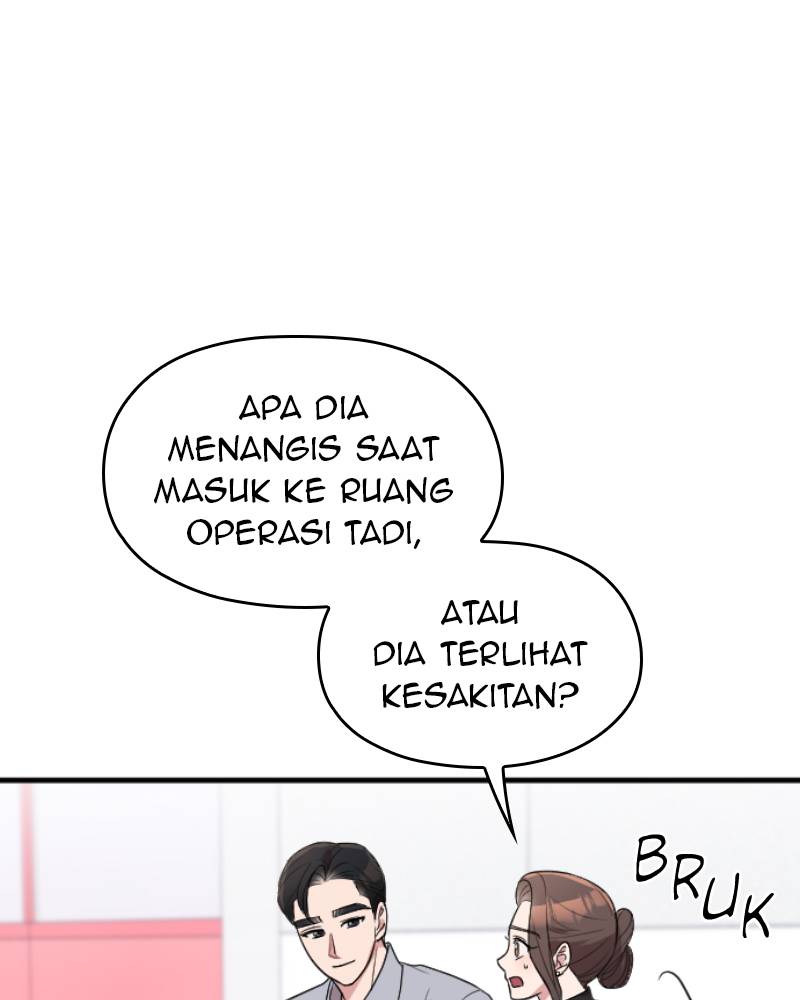 APA DIA
MENANGIS SAAT
MASUK KE RUANG
OPERASI TADI,
ATAU
DIA TERLIHAT
KESAKITAN?
BRUK